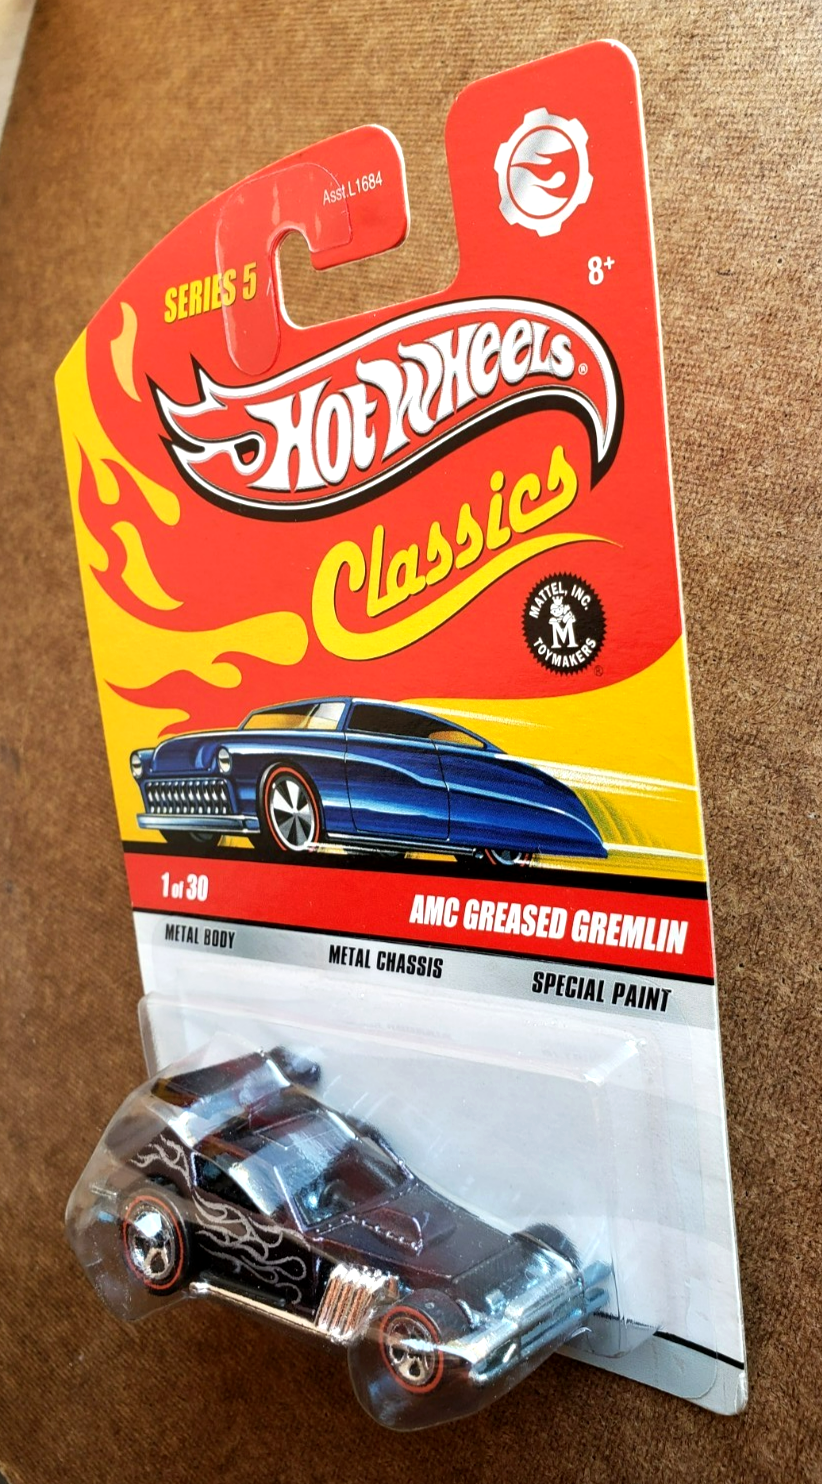 Asst.L1684
8+
SERIES 5
HOT WHEELS®
Classics
MATTEL, INC.
M
TOYMAKERS
®
1 of 30
AMC GREASED GREMLIN
METAL BODY
METAL CHASSIS
SPECIAL PAINT